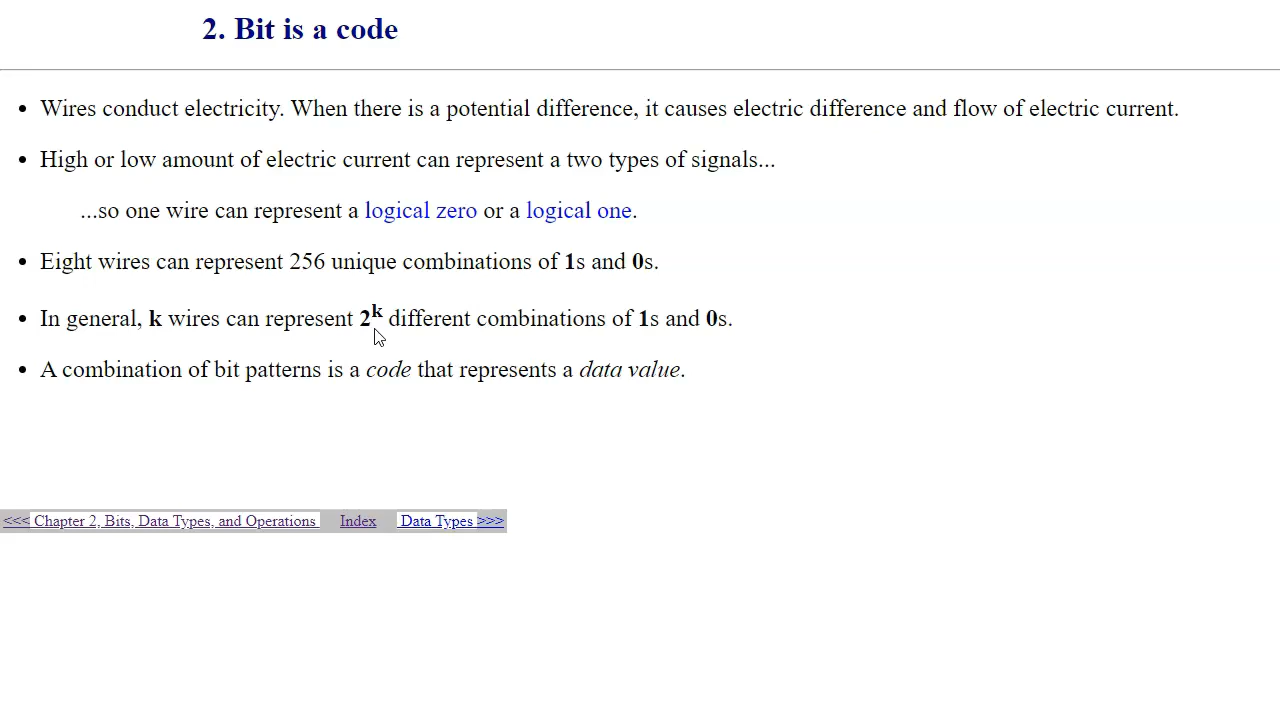 2. Bit is a code
Wires conduct electricity. When there is a potential difference, it causes electric difference and flow of electric current.
High or low amount of electric current can represent a two types of signals...
...so one wire can represent a logical zero or a logical one.
Eight wires can represent 256 unique combinations of 1s and 0s.
In general, k wires can represent 2^k different combinations of 1s and 0s.
A combination of bit patterns is a code that represents a data value.
<<< Chapter 2, Bits, Data Types, and Operations Index Data Types >>>